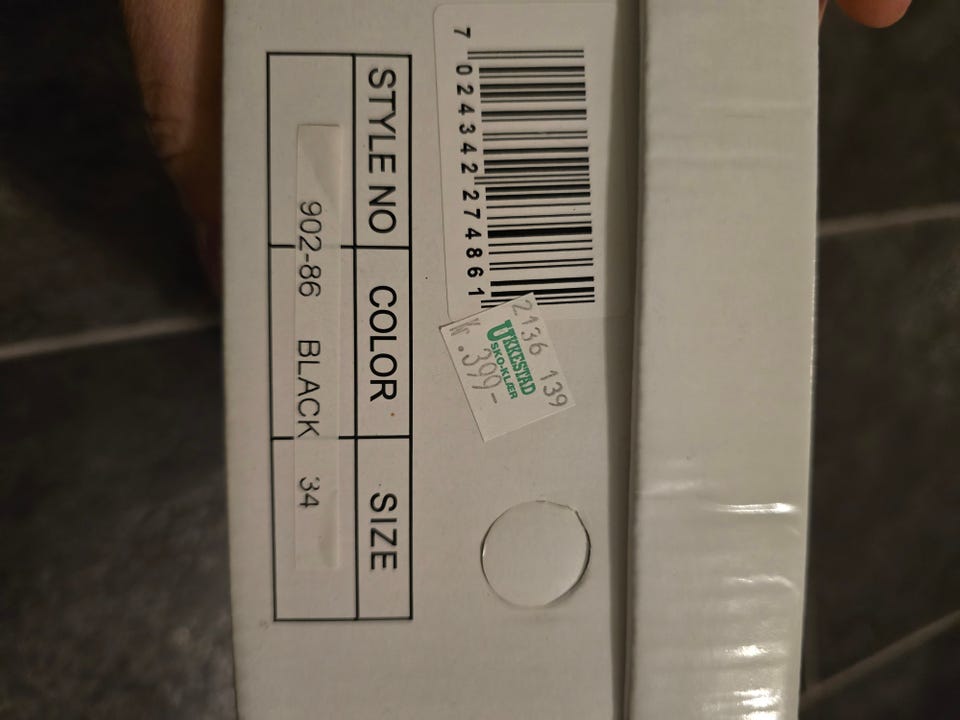 7 024342 274861
2136 139
UKKESTAD
SKO-KLÆR
Kr. 399-
STYLE NO COLOR SIZE
902-86 BLACK 34